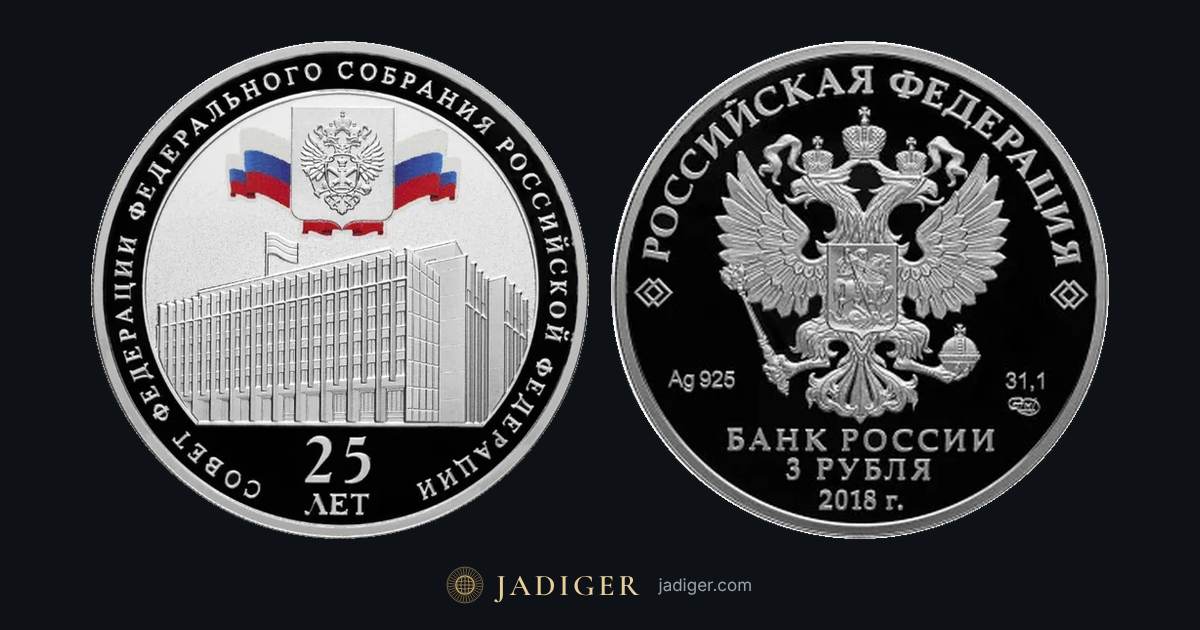 СОВЕТ ФЕДЕРАЦИИ ФЕДЕРАЛЬНОГО СОБРАНИЯ РОССИЙСКОЙ ФЕДЕРАЦИИ
25
ЛЕТ
РОССИЙСКАЯ ФЕДЕРАЦИЯ
Ag 925
31,1
БАНК РОССИИ
3 РУБЛЯ
2018 г.
JADIGER
jadiger.com